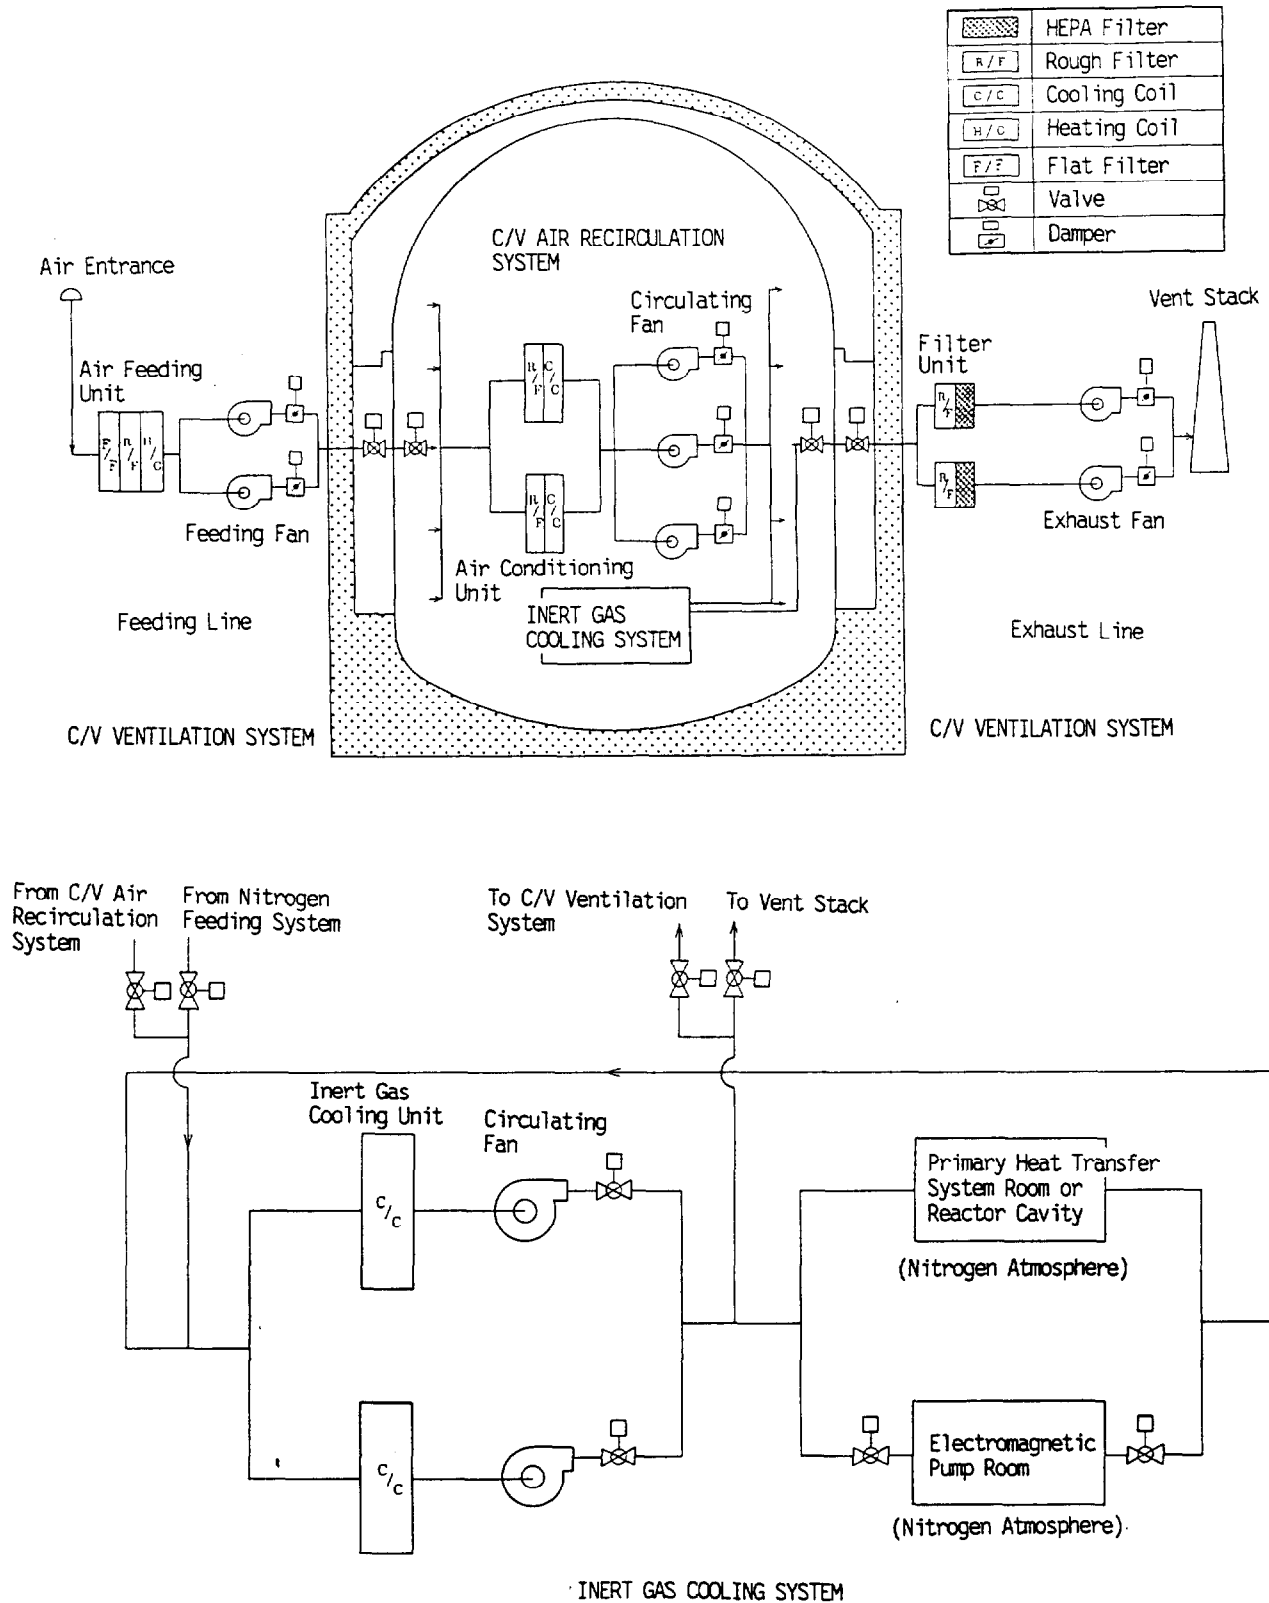 HEPA Filter
R/F Rough Filter
C/C Cooling Coil
H/C Heating Coil
F/F Flat Filter
Valve
Damper
C/V AIR RECIRCULATION
SYSTEM
Air Entrance
Circulating
Fan
Vent Stack
Air Feeding
Unit
Filter
Unit
F/F
R/F
R/F
C/C
R/F
R/F
C/C
R/F
Feeding Fan
Exhaust Fan
Air Conditioning
Unit
INERT GAS
COOLING SYSTEM
Feeding Line
Exhaust Line
C/V VENTILATION SYSTEM
C/V VENTILATION SYSTEM
From C/V Air
Recirculation
System
From Nitrogen
Feeding System
To C/V Ventilation
System
To Vent Stack
Inert Gas
Cooling Unit
Circulating
Fan
C/C
Primary Heat Transfer
System Room or
Reactor Cavity
(Nitrogen Atmosphere)
C/C
Electromagnetic
Pump Room
(Nitrogen Atmosphere)
INERT GAS COOLING SYSTEM